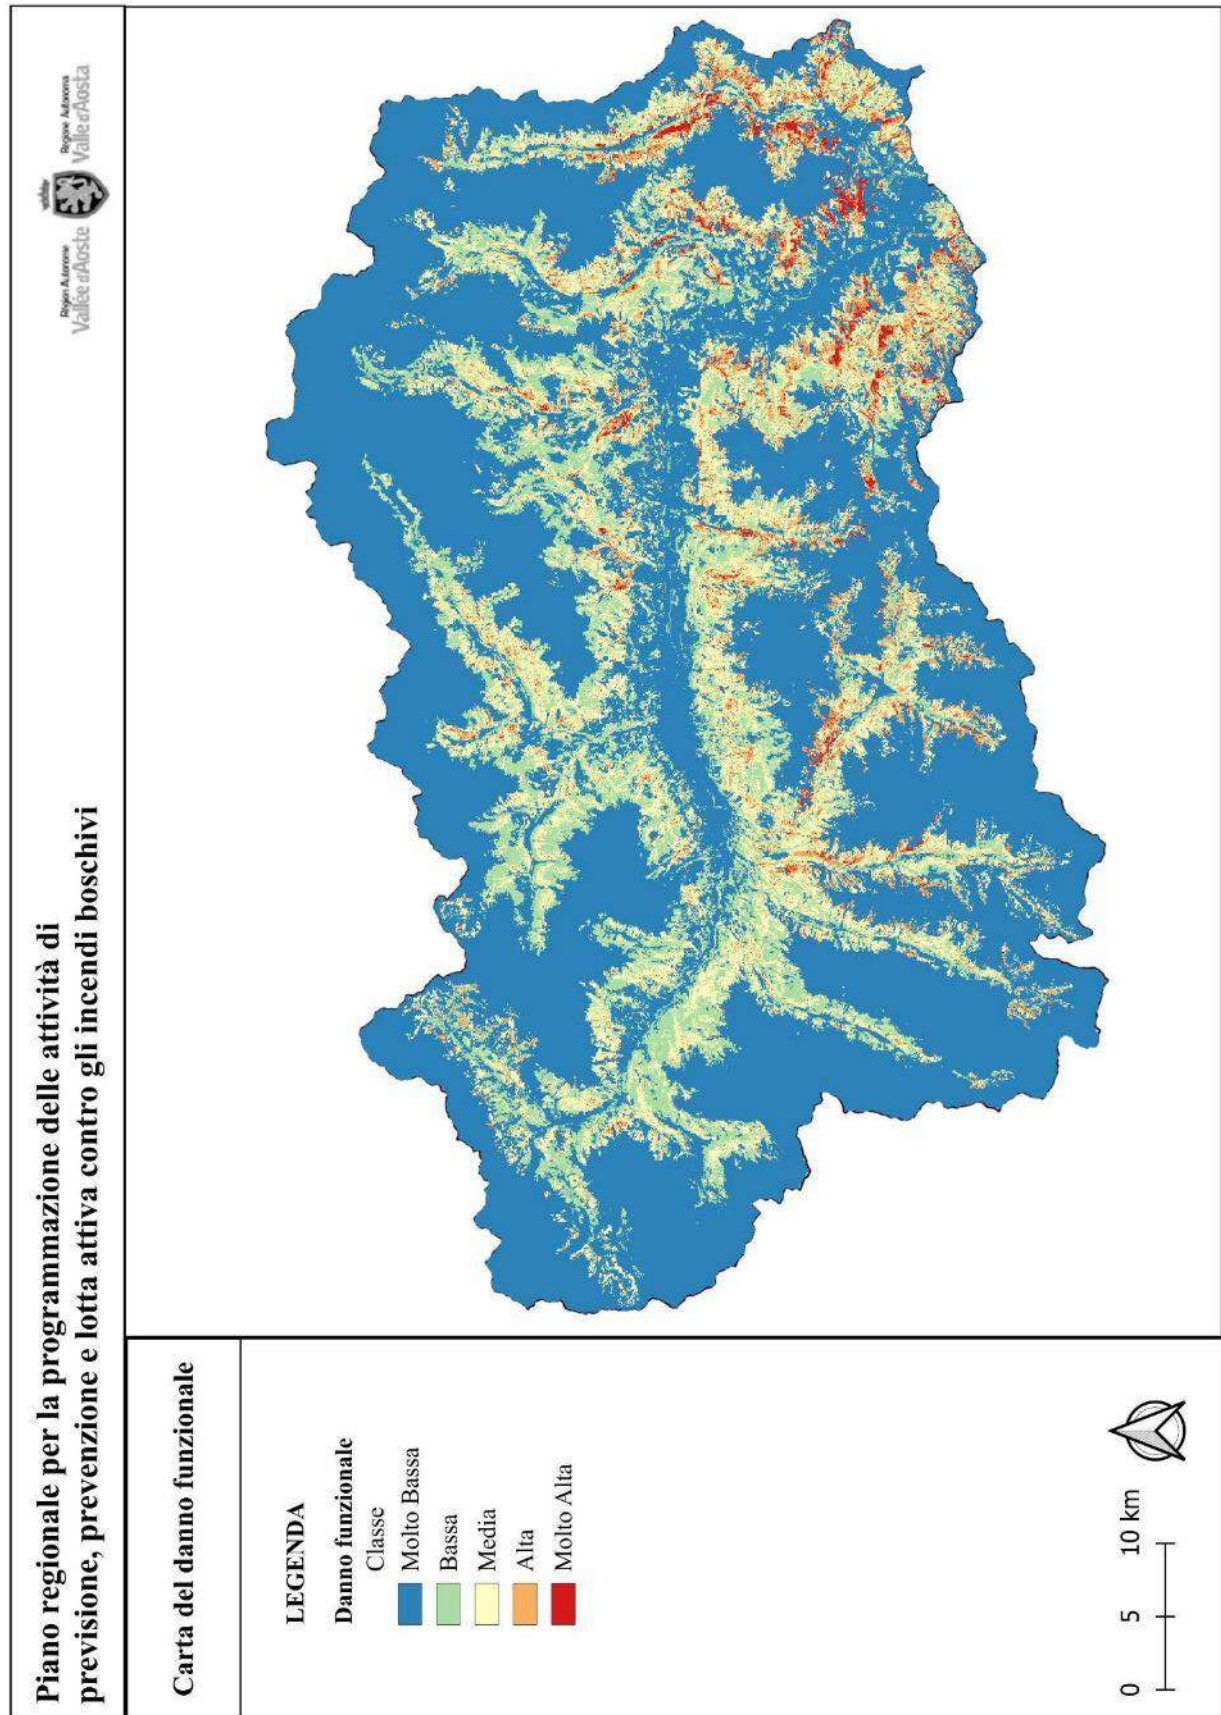 Piano regionale per la programmazione delle attività di
previsione, prevenzione e lotta attiva contro gli incendi boschivi
Région Autonome
Vallée d'Aoste
Regione Autonoma
Valle d'Aosta
Carta del danno funzionale
LEGENDA
Danno funzionale
Classe
Molto Bassa
Bassa
Media
Alta
Molto Alta
0 5 10 km